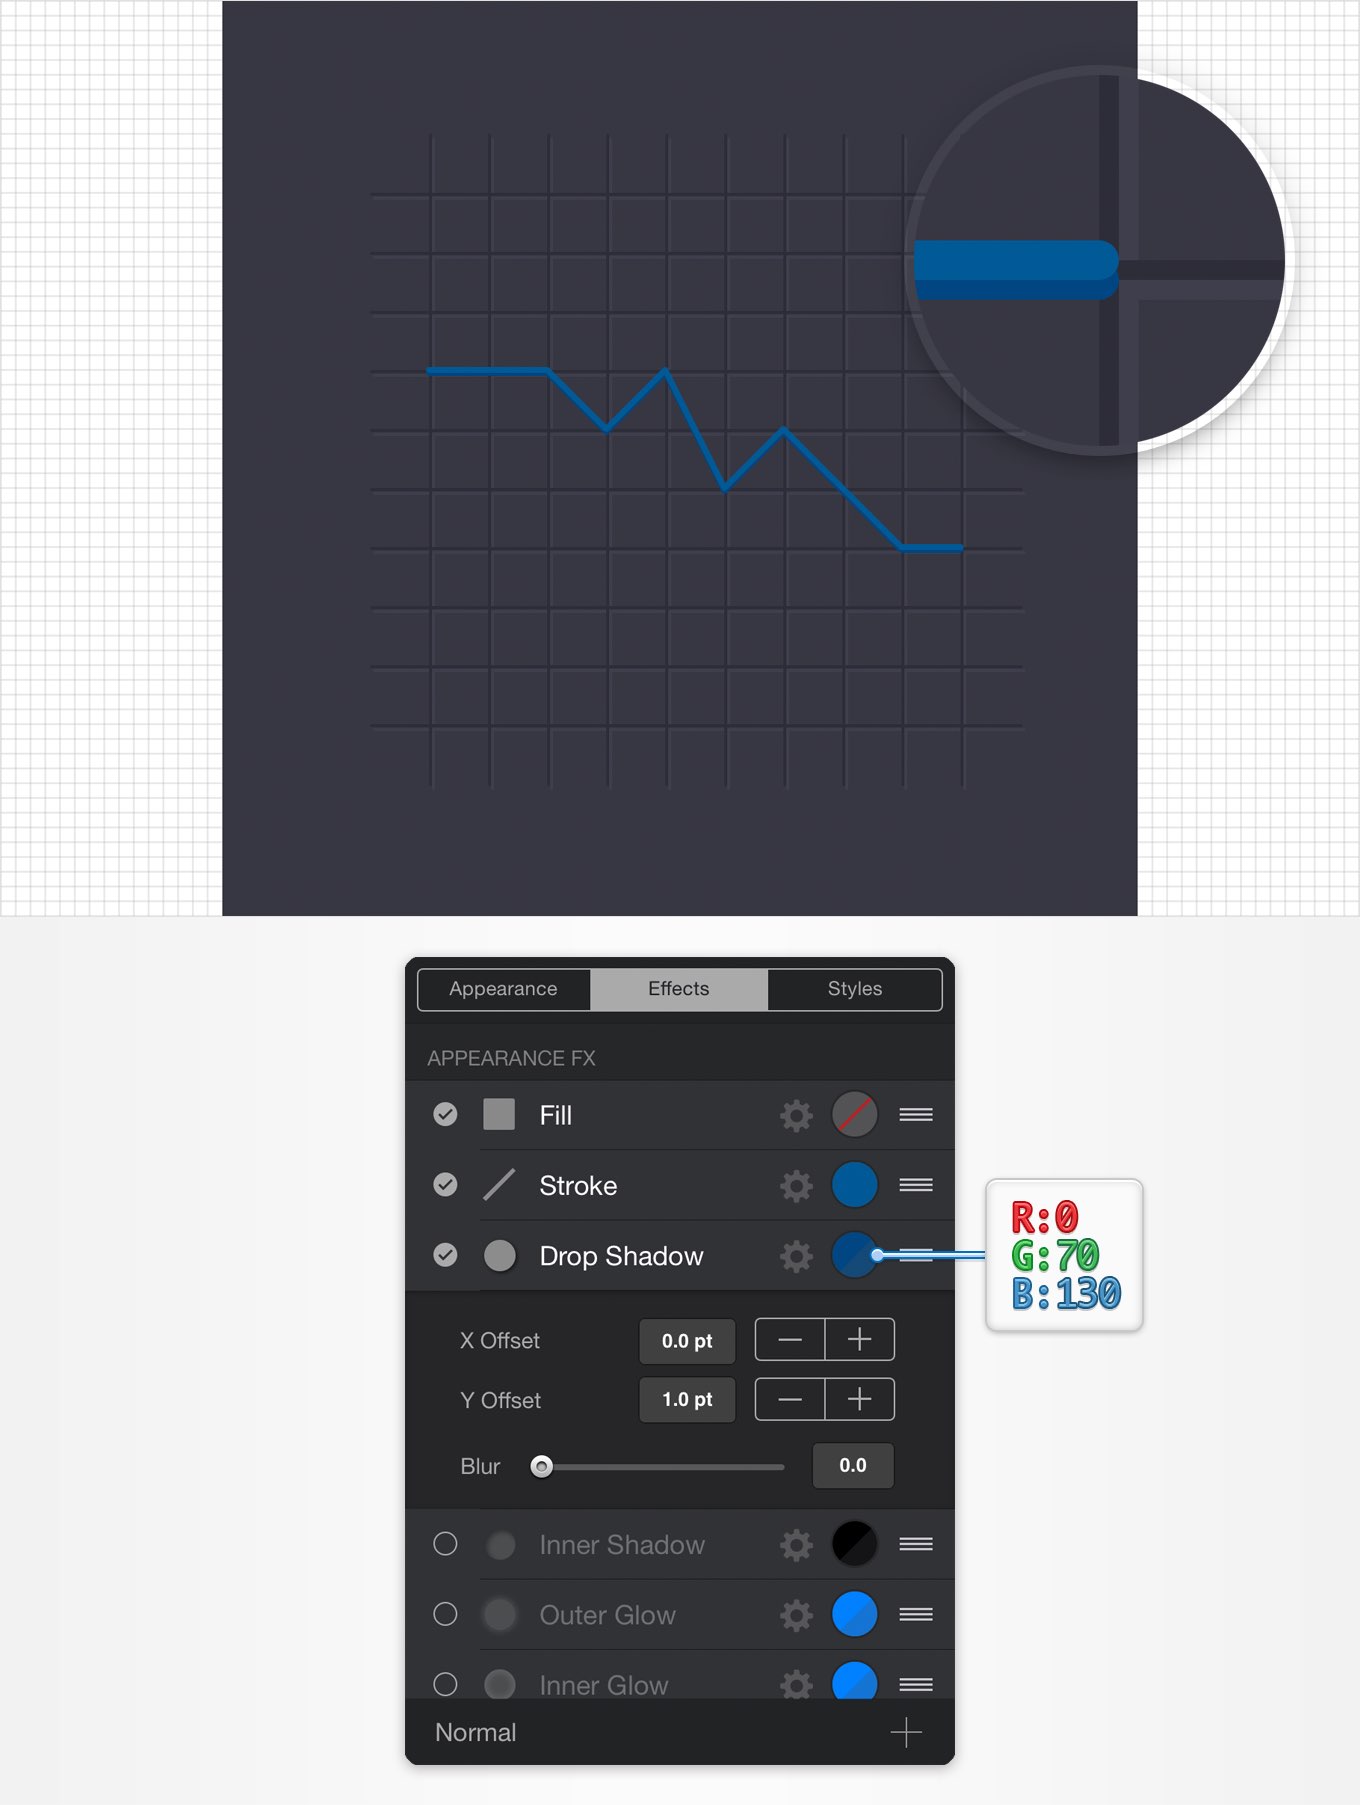 Appearance Effects Styles
APPEARANCE FX
Fill
Stroke
Drop Shadow
R:0
G:70
B:130
X Offset 0.0 pt
Y Offset 1.0 pt
Blur 0.0
Inner Shadow
Outer Glow
Inner Glow
Normal